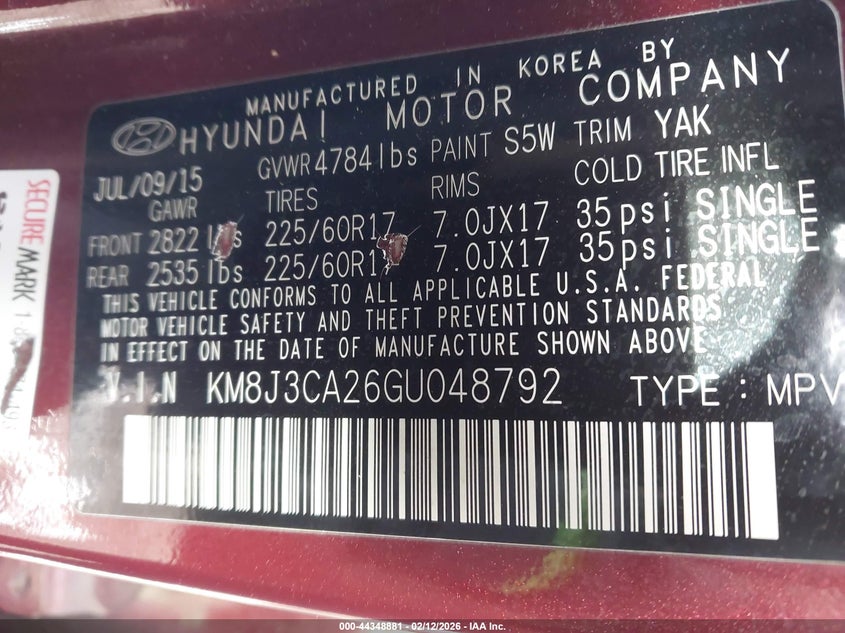 MANUFACTURED IN KOREA BY
HYUNDAI MOTOR COMPANY
JUL/09/15 GVWR 4784lbs PAINT S5W TRIM YAK
GAWR TIRES RIMS COLD TIRE INFL
FRONT 2822 lbs 225/60R17 7.0JX17 35psi SINGLE
REAR 2535 lbs 225/60R17 7.0JX17 35psi SINGLE
THIS VEHICLE CONFORMS TO ALL APPLICABLE U.S.A. FEDERAL
MOTOR VEHICLE SAFETY AND THEFT PREVENTION STANDARDS
IN EFFECT ON THE DATE OF MANUFACTURE SHOWN ABOVE
V.I.N KM8J3CA26GU048792 TYPE : MPV
SECUREMARK
000-44348881 - 02/12/2026 - IAA Inc.